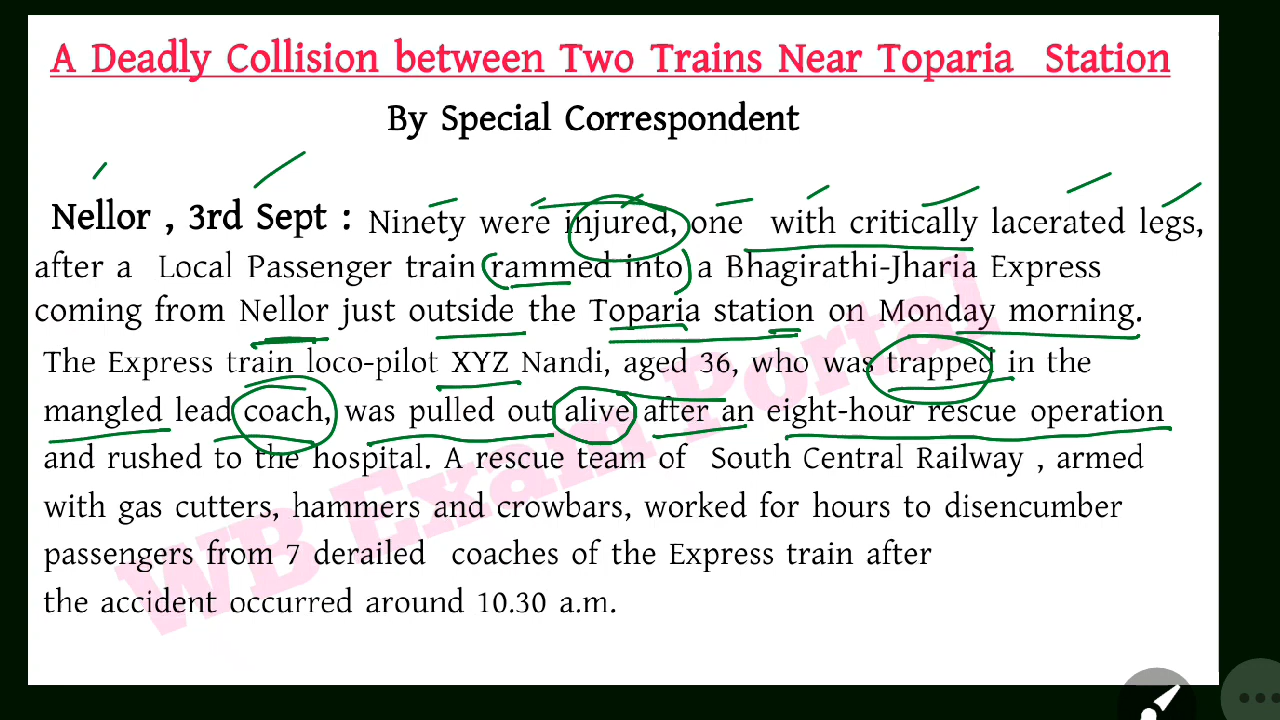 A Deadly Collision between Two Trains Near Toparia Station
By Special Correspondent
Nellor , 3rd Sept : Ninety were injured, one with critically lacerated legs,
after a Local Passenger train rammed into a Bhagirathi-Jharia Express
coming from Nellor just outside the Toparia station on Monday morning.
The Express train loco-pilot XYZ Nandi, aged 36, who was trapped in the
mangled lead coach, was pulled out alive after an eight-hour rescue operation
and rushed to the hospital. A rescue team of South Central Railway , armed
with gas cutters, hammers and crowbars, worked for hours to disencumber
passengers from 7 derailed coaches of the Express train after
the accident occurred around 10.30 a.m.
WB Exam Portal